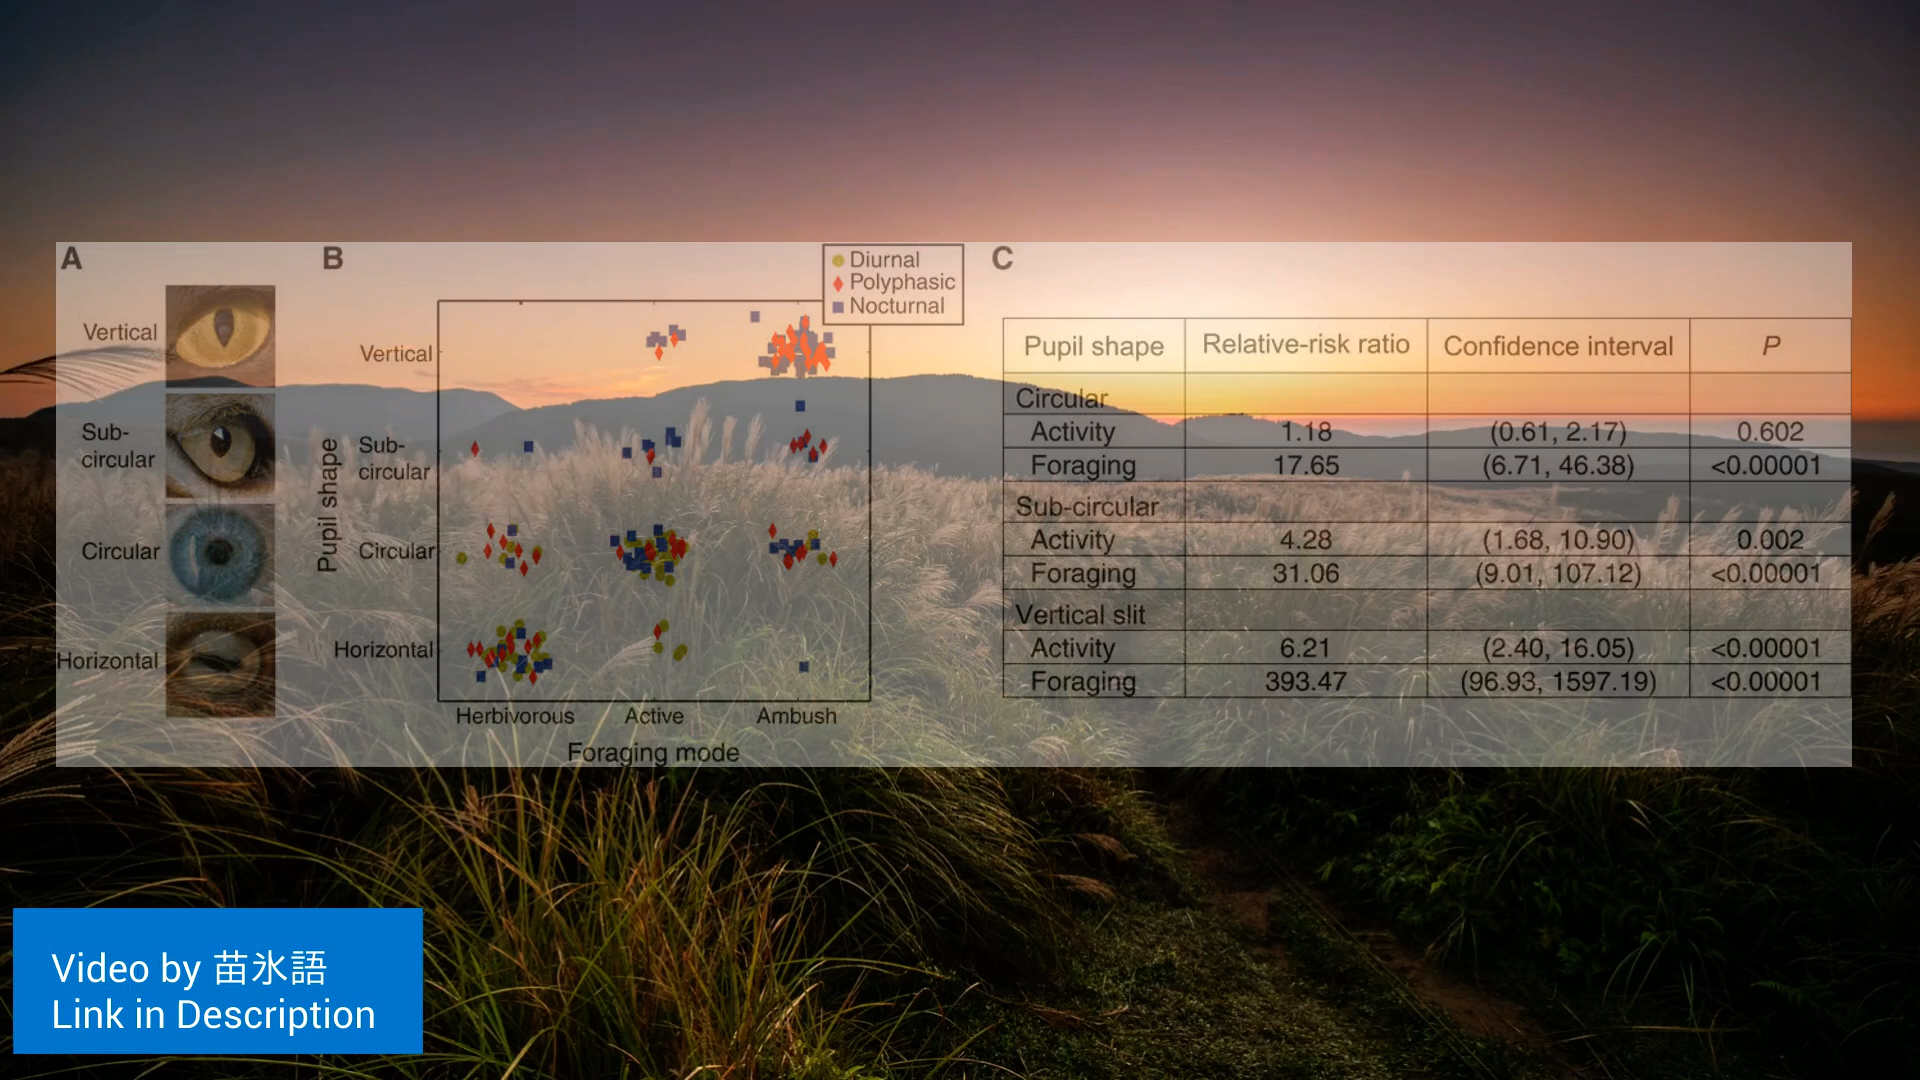 A
Vertical
Sub-
circular
Circular
Horizontal
B
Diurnal
Polyphasic
Nocturnal
Pupil shape
Vertical
Sub-
circular
Circular
Horizontal
Herbivorous Active Ambush
Foraging mode
C
Pupil shape Relative-risk ratio Confidence interval P
Circular
Activity 1.18 (0.61, 2.17) 0.602
Foraging 17.65 (6.71, 46.38) <0.00001
Sub-circular
Activity 4.28 (1.68, 10.90) 0.002
Foraging 31.06 (9.01, 107.12) <0.00001
Vertical slit
Activity 6.21 (2.40, 16.05) <0.00001
Foraging 393.47 (96.93, 1597.19) <0.00001
Video by 苗氷語
Link in Description